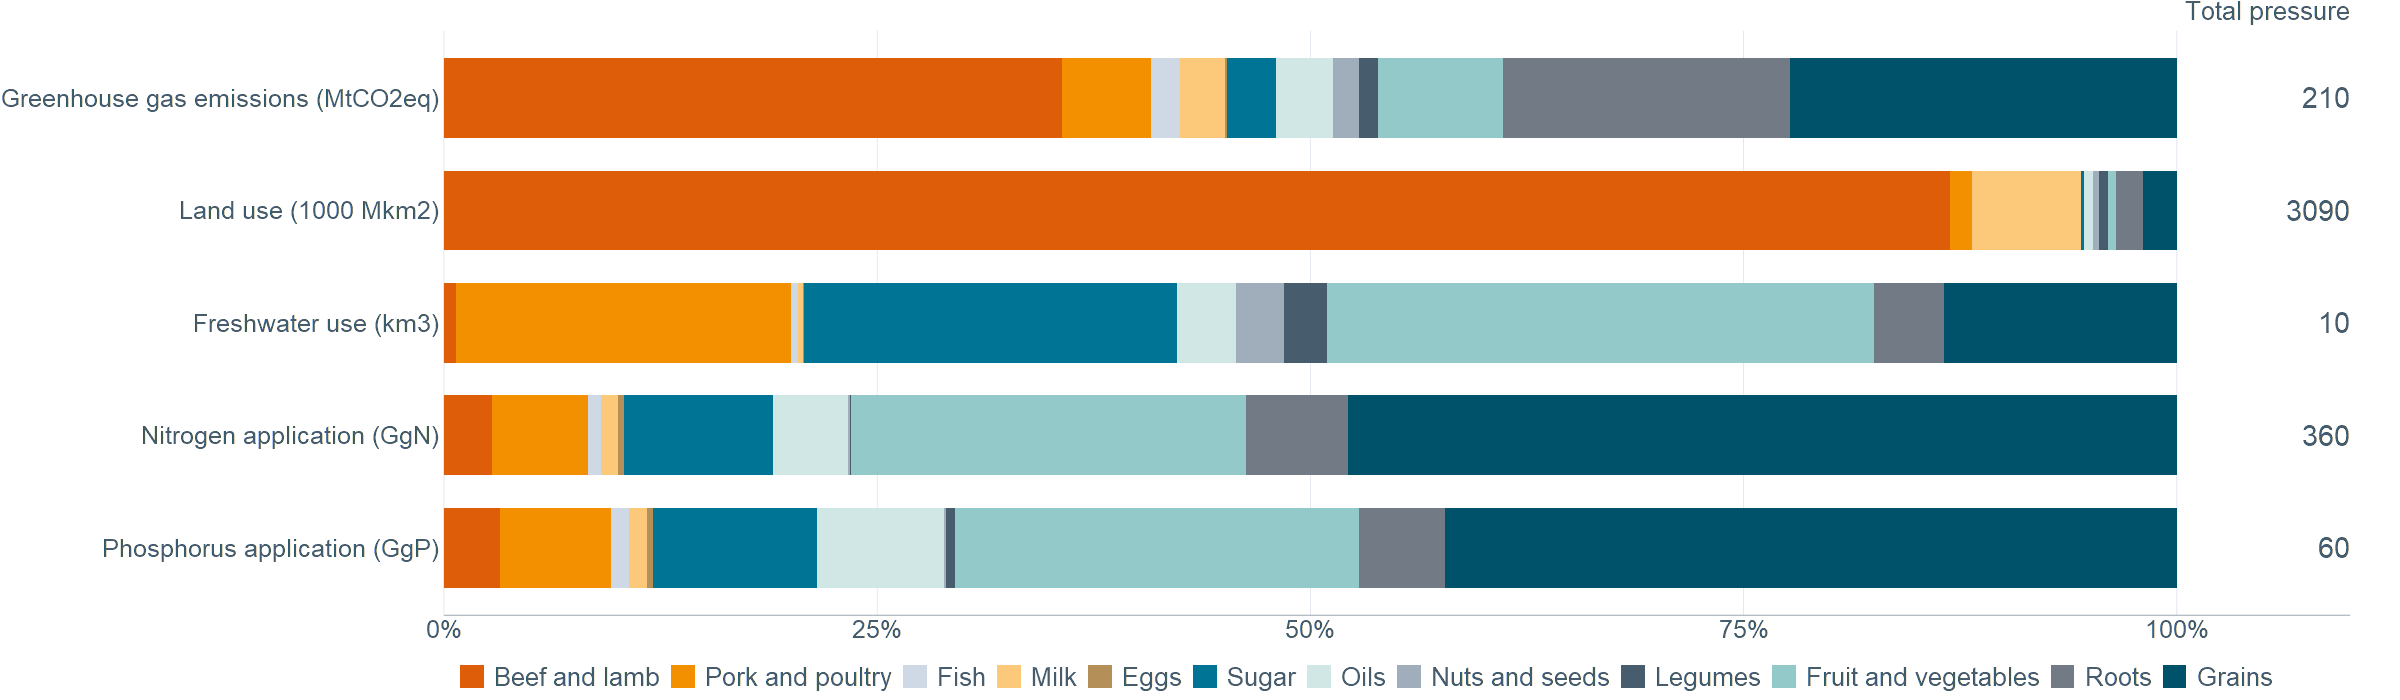 Total pressure
Greenhouse gas emissions (MtCO2eq) 210
Land use (1000 Mkm2) 3090
Freshwater use (km3) 10
Nitrogen application (GgN) 360
Phosphorus application (GgP) 60
0% 25% 50% 75% 100%
Beef and lamb Pork and poultry Fish Milk Eggs Sugar Oils Nuts and seeds Legumes Fruit and vegetables Roots Grains